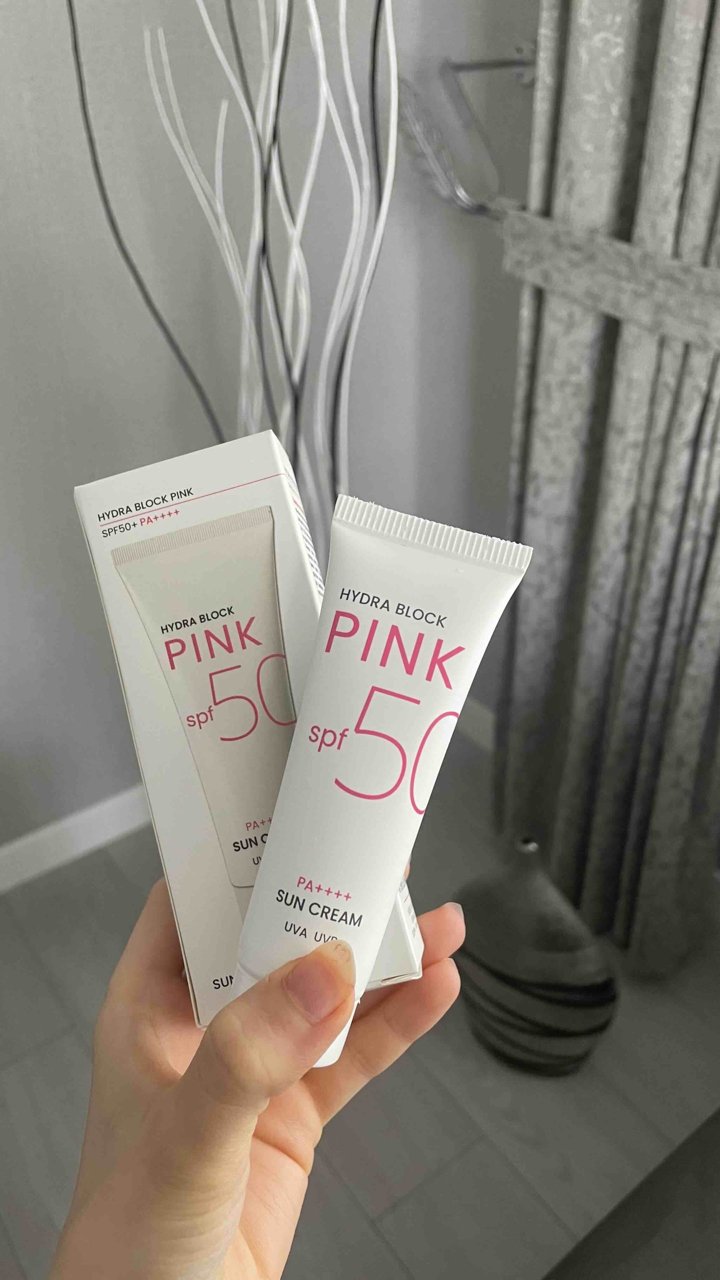 HYDRA BLOCK PINK
SPF50+ PA++++
HYDRA BLOCK
PINK
spf 50
SUN
HYDRA BLOCK
PINK
spf 50
PA++++
SUN CREAM
UVA